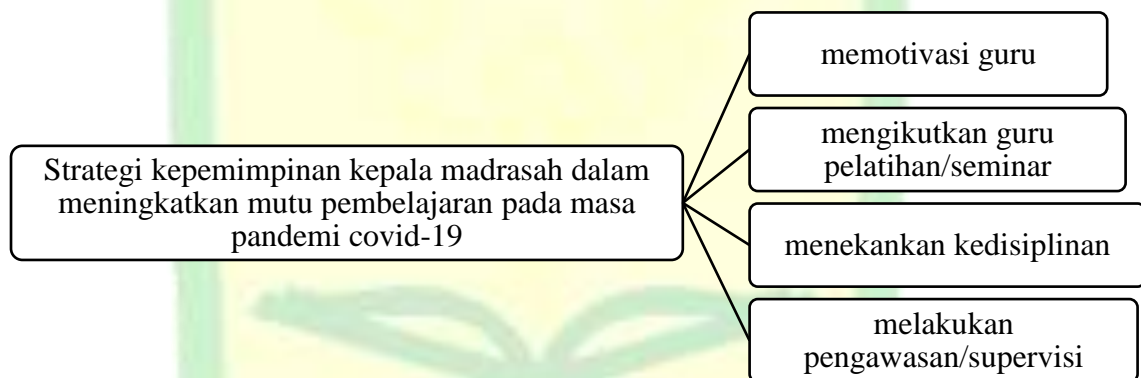 Strategi kepemimpinan kepala madrasah dalam
meningkatkan mutu pembelajaran pada masa
pandemi covid-19
memotivasi guru
mengikutkan guru
pelatihan/seminar
menekankan kedisiplinan
melakukan
pengawasan/supervisi